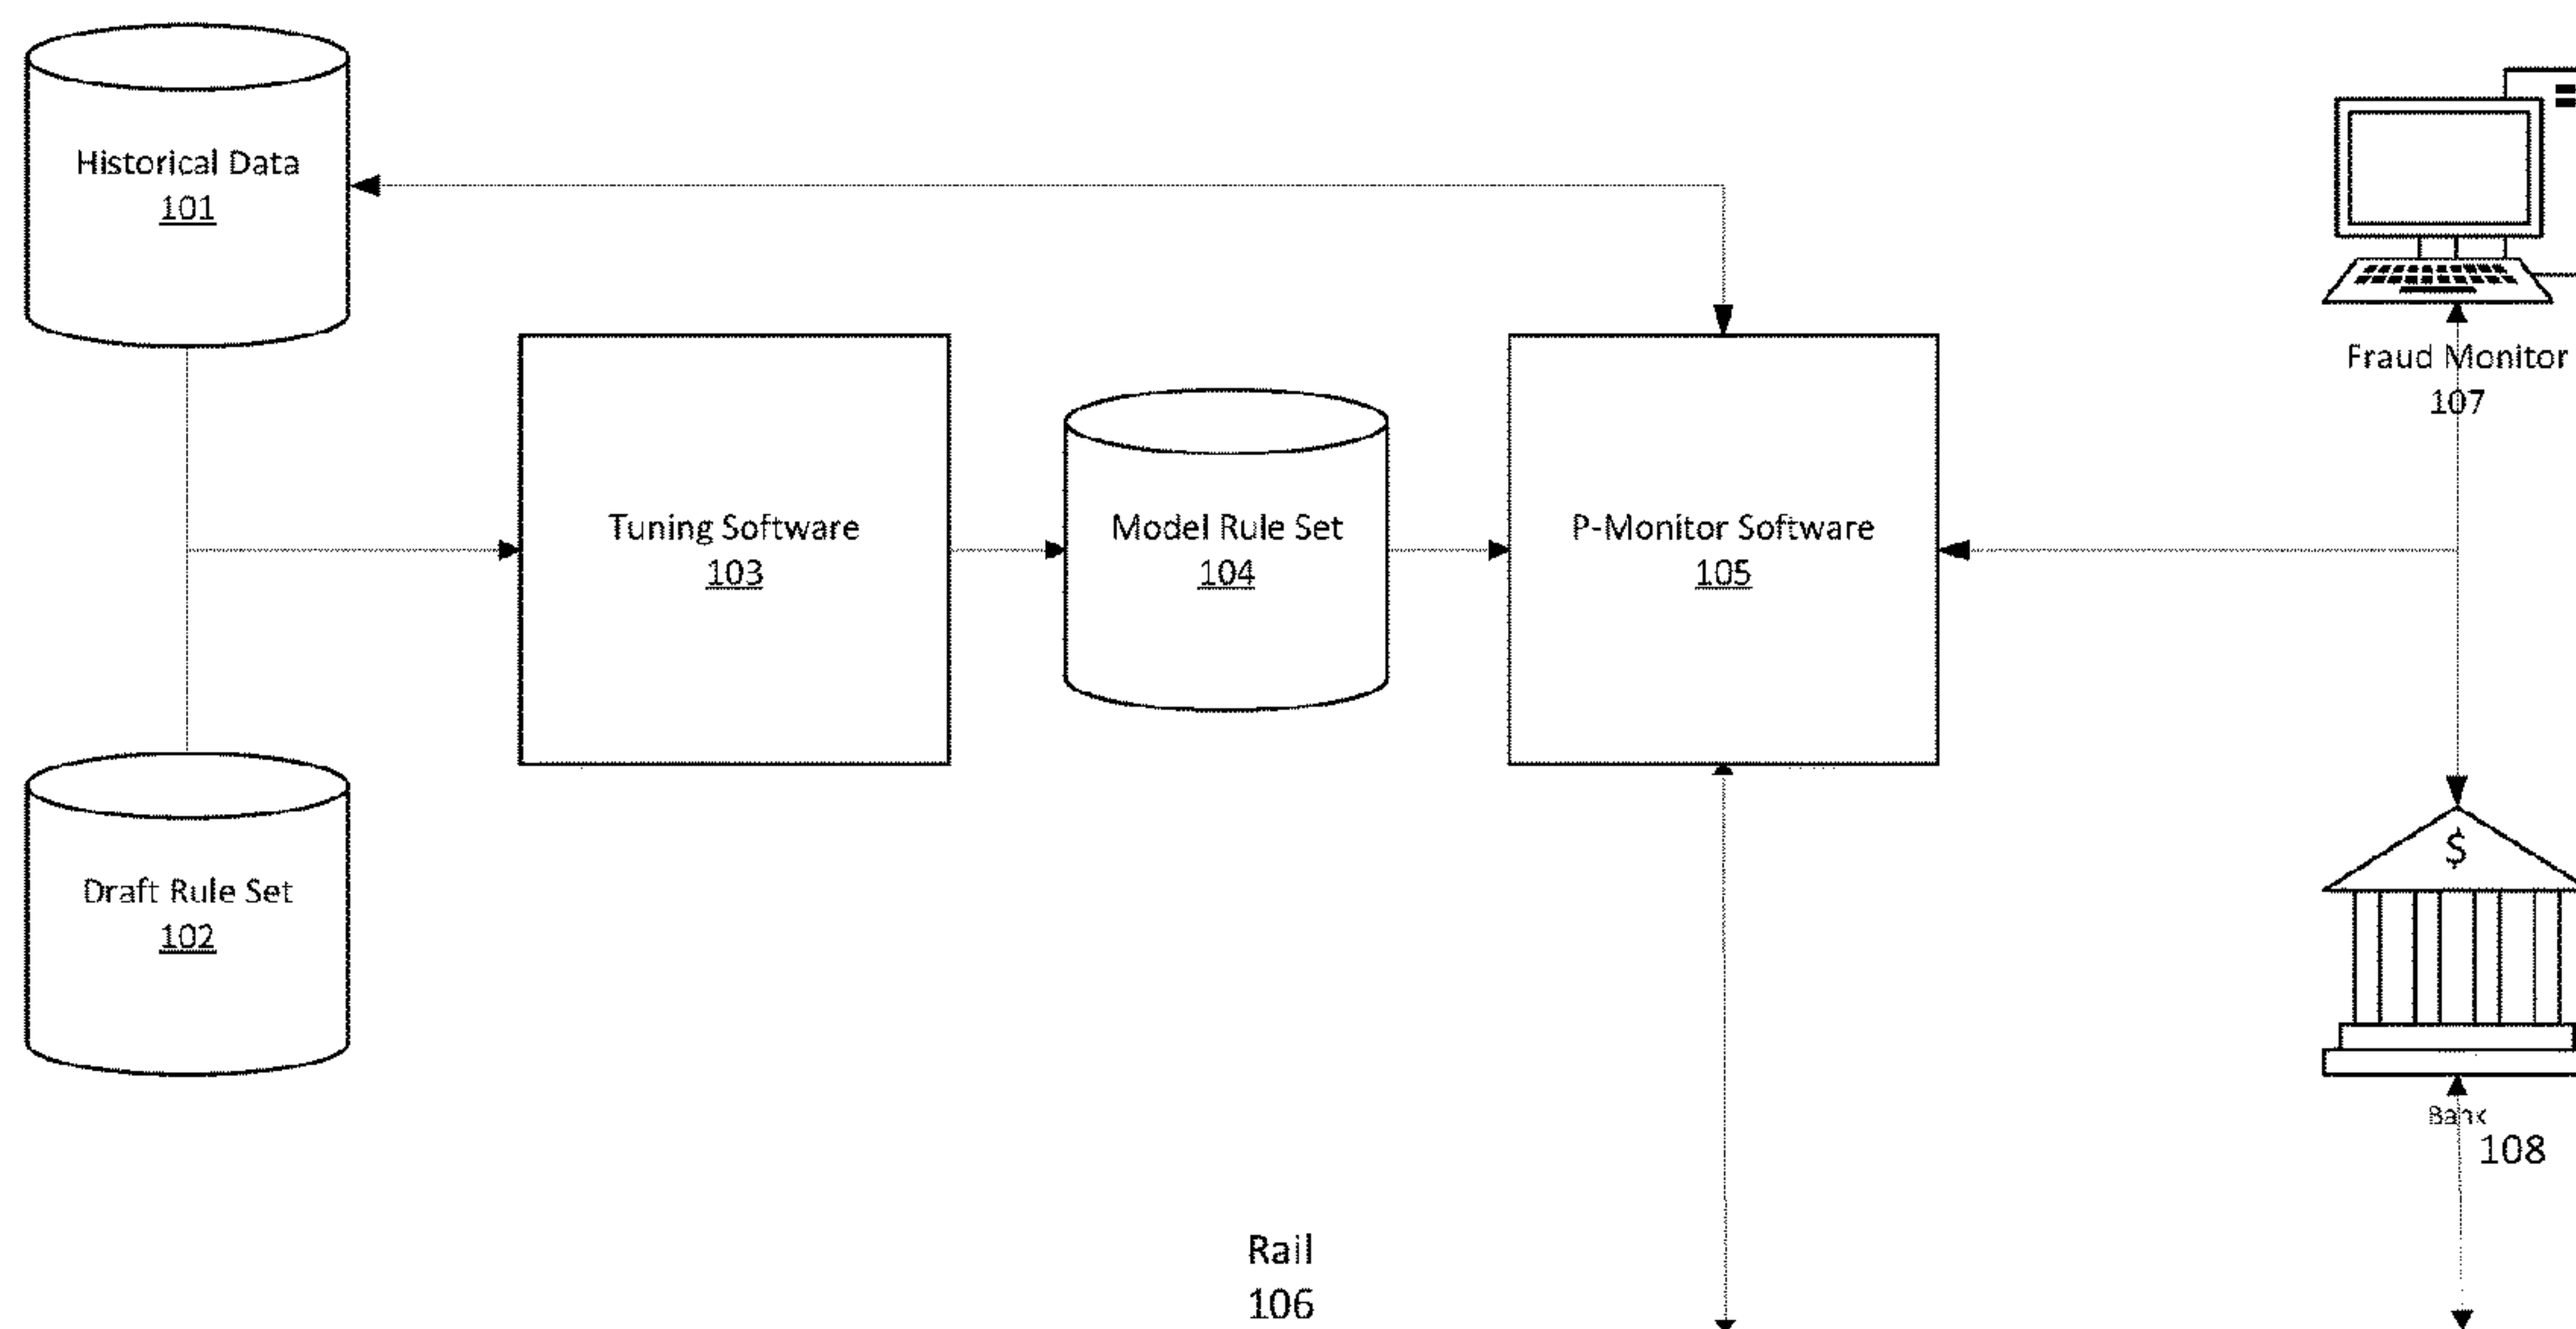 Historical Data
101
Fraud Monitor
107
Tuning Software
103
Model Rule Set
104
P-Monitor Software
105
$
Draft Rule Set
102
Bank
108
Rail
106